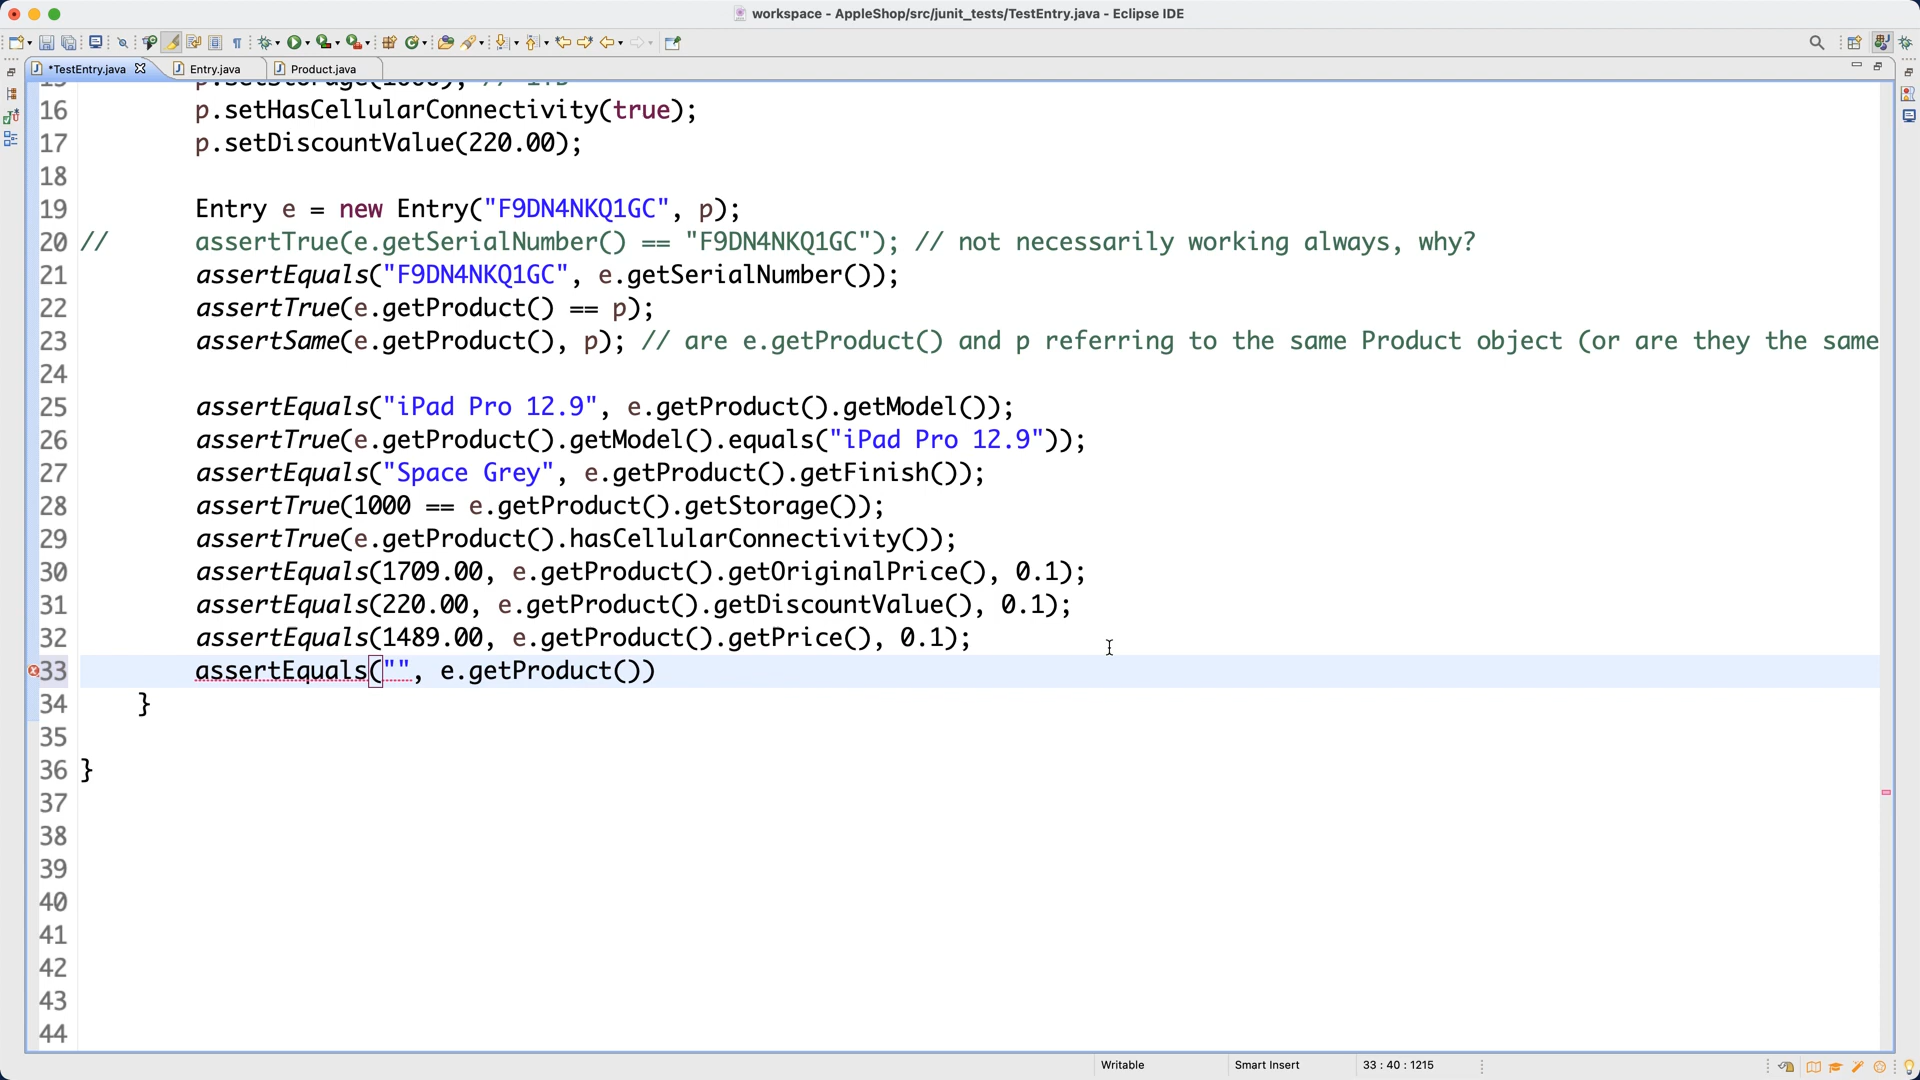 workspace - AppleShop/src/junit_tests/TestEntry.java - Eclipse IDE
*TestEntry.java
Entry.java
Product.java
16 p.setHasCellularConnectivity(true);
17 p.setDiscountValue(220.00);
18
19 Entry e = new Entry("F9DN4NKQ1GC", p);
20 // assertTrue(e.getSerialNumber() == "F9DN4NKQ1GC"); // not necessarily working always, why?
21 assertEquals("F9DN4NKQ1GC", e.getSerialNumber());
22 assertTrue(e.getProduct() == p);
23 assertSame(e.getProduct(), p); // are e.getProduct() and p referring to the same Product object (or are they the same
24
25 assertEquals("iPad Pro 12.9", e.getProduct().getModel());
26 assertTrue(e.getProduct().getModel().equals("iPad Pro 12.9"));
27 assertEquals("Space Grey", e.getProduct().getFinish());
28 assertTrue(1000 == e.getProduct().getStorage());
29 assertTrue(e.getProduct().hasCellularConnectivity());
30 assertEquals(1709.00, e.getProduct().getOriginalPrice(), 0.1);
31 assertEquals(220.00, e.getProduct().getDiscountValue(), 0.1);
32 assertEquals(1489.00, e.getProduct().getPrice(), 0.1);
33 assertEquals("", e.getProduct())
34 }
35
36 }
37
38
39
40
41
42
43
44
Writable
Smart Insert
33 : 40 : 1215